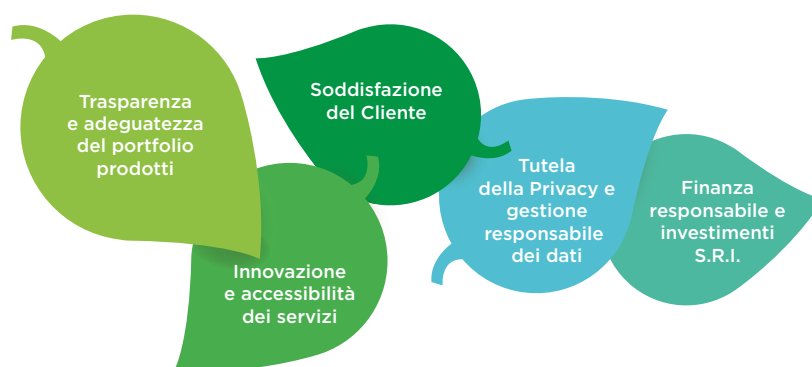 Trasparenza
e adeguatezza
del portfolio
prodotti
Soddisfazione
del Cliente
Innovazione
e accessibilità
dei servizi
Tutela
della Privacy e
gestione
responsabile
dei dati
Finanza
responsabile e
investimenti
S.R.I.